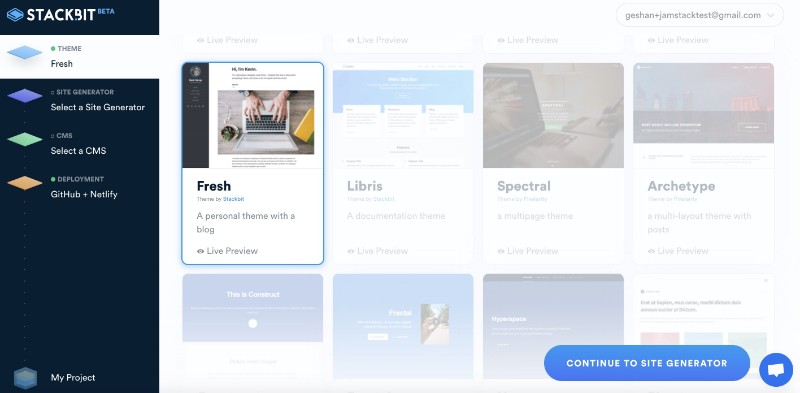 STACKBIT BETA
geshan+jamstacktest@gmail.com
THEME
Fresh
SITE GENERATOR
Select a Site Generator
CMS
Select a CMS
DEPLOYMENT
GitHub + Netlify
My Project
Live Preview
Live Preview
Live Preview
Live Preview
Hi, I'm Kevin.
Fresh
Theme by Stackbit
A personal theme with a
blog
Live Preview
Libris
Theme by Stackbit
A documentation theme
Live Preview
Spectral
Theme by Pixelarity
a multipage theme
Live Preview
Archetype
Theme by Pixelarity
a multi-layout theme with
posts
Live Preview
This is Construct
Fractal
Hyperspace
CONTINUE TO SITE GENERATOR